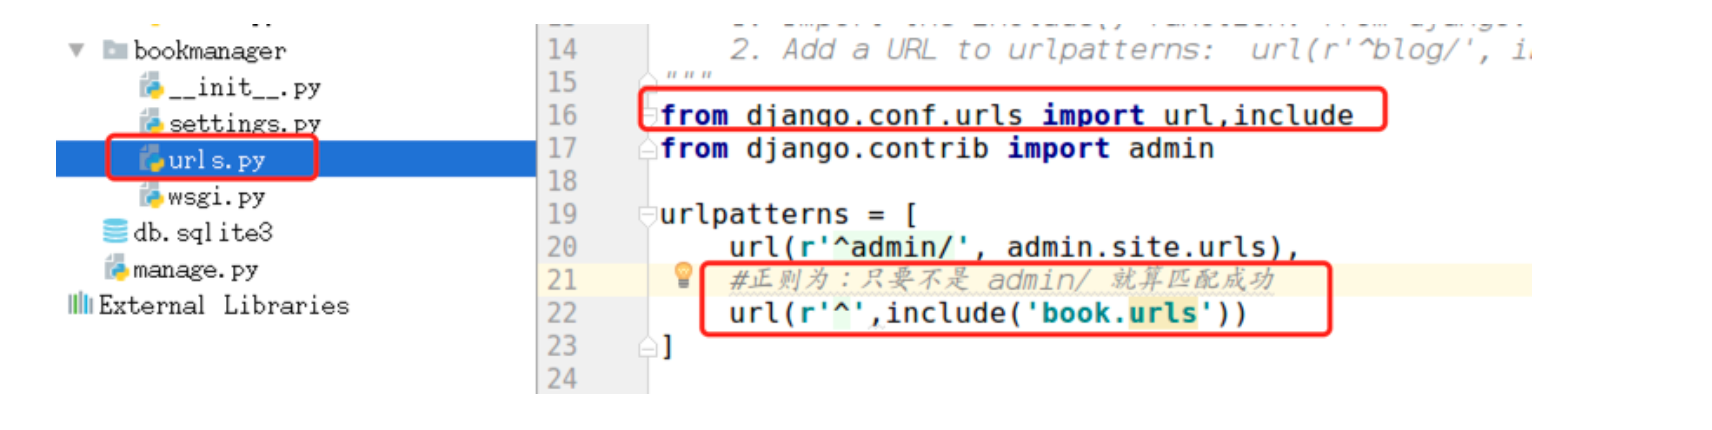 bookmanager
__init__.py
settings.py
urls.py
wsgi.py
db.sqlite3
manage.py
External Libraries
14 2. Add a URL to urlpatterns: url(r'^blog/', i
15 """
16 from django.conf.urls import url,include
17 from django.contrib import admin
18
19 urlpatterns = [
20 url(r'^admin/', admin.site.urls),
21 #正则为：只要不是 admin/ 就算匹配成功
22 url(r'^',include('book.urls'))
23 ]
24